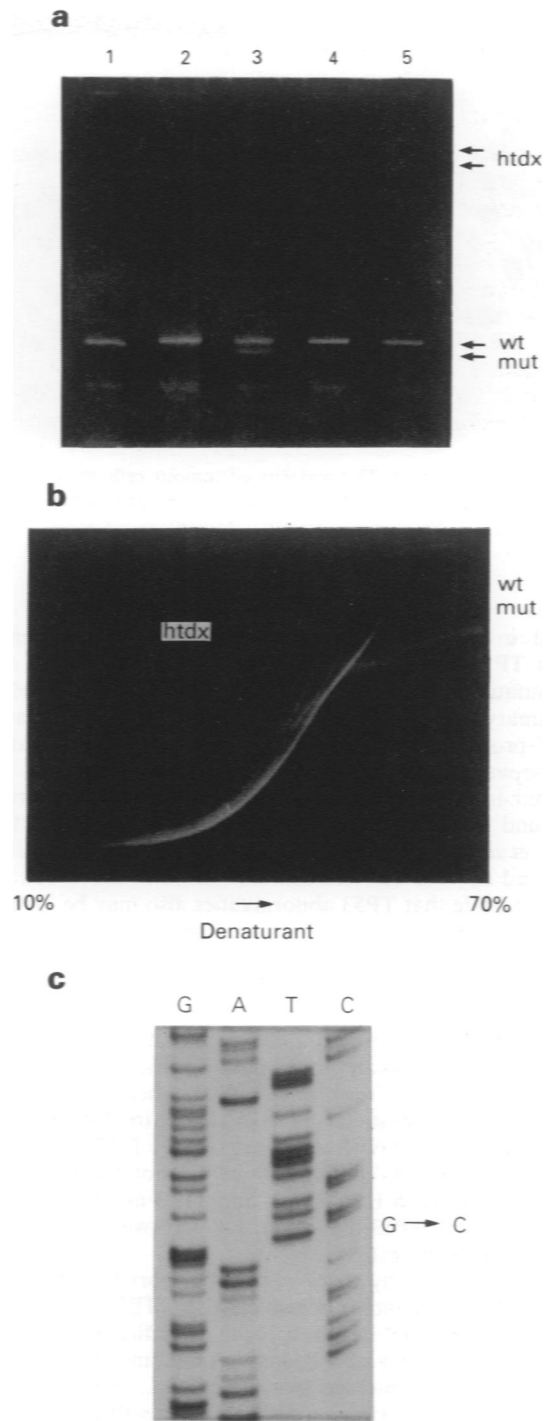 a
1 2 3 4 5
htdx
wt
mut
b
wt
mut
htdx
10% → 70%
Denaturant
c
G A T C
G → C